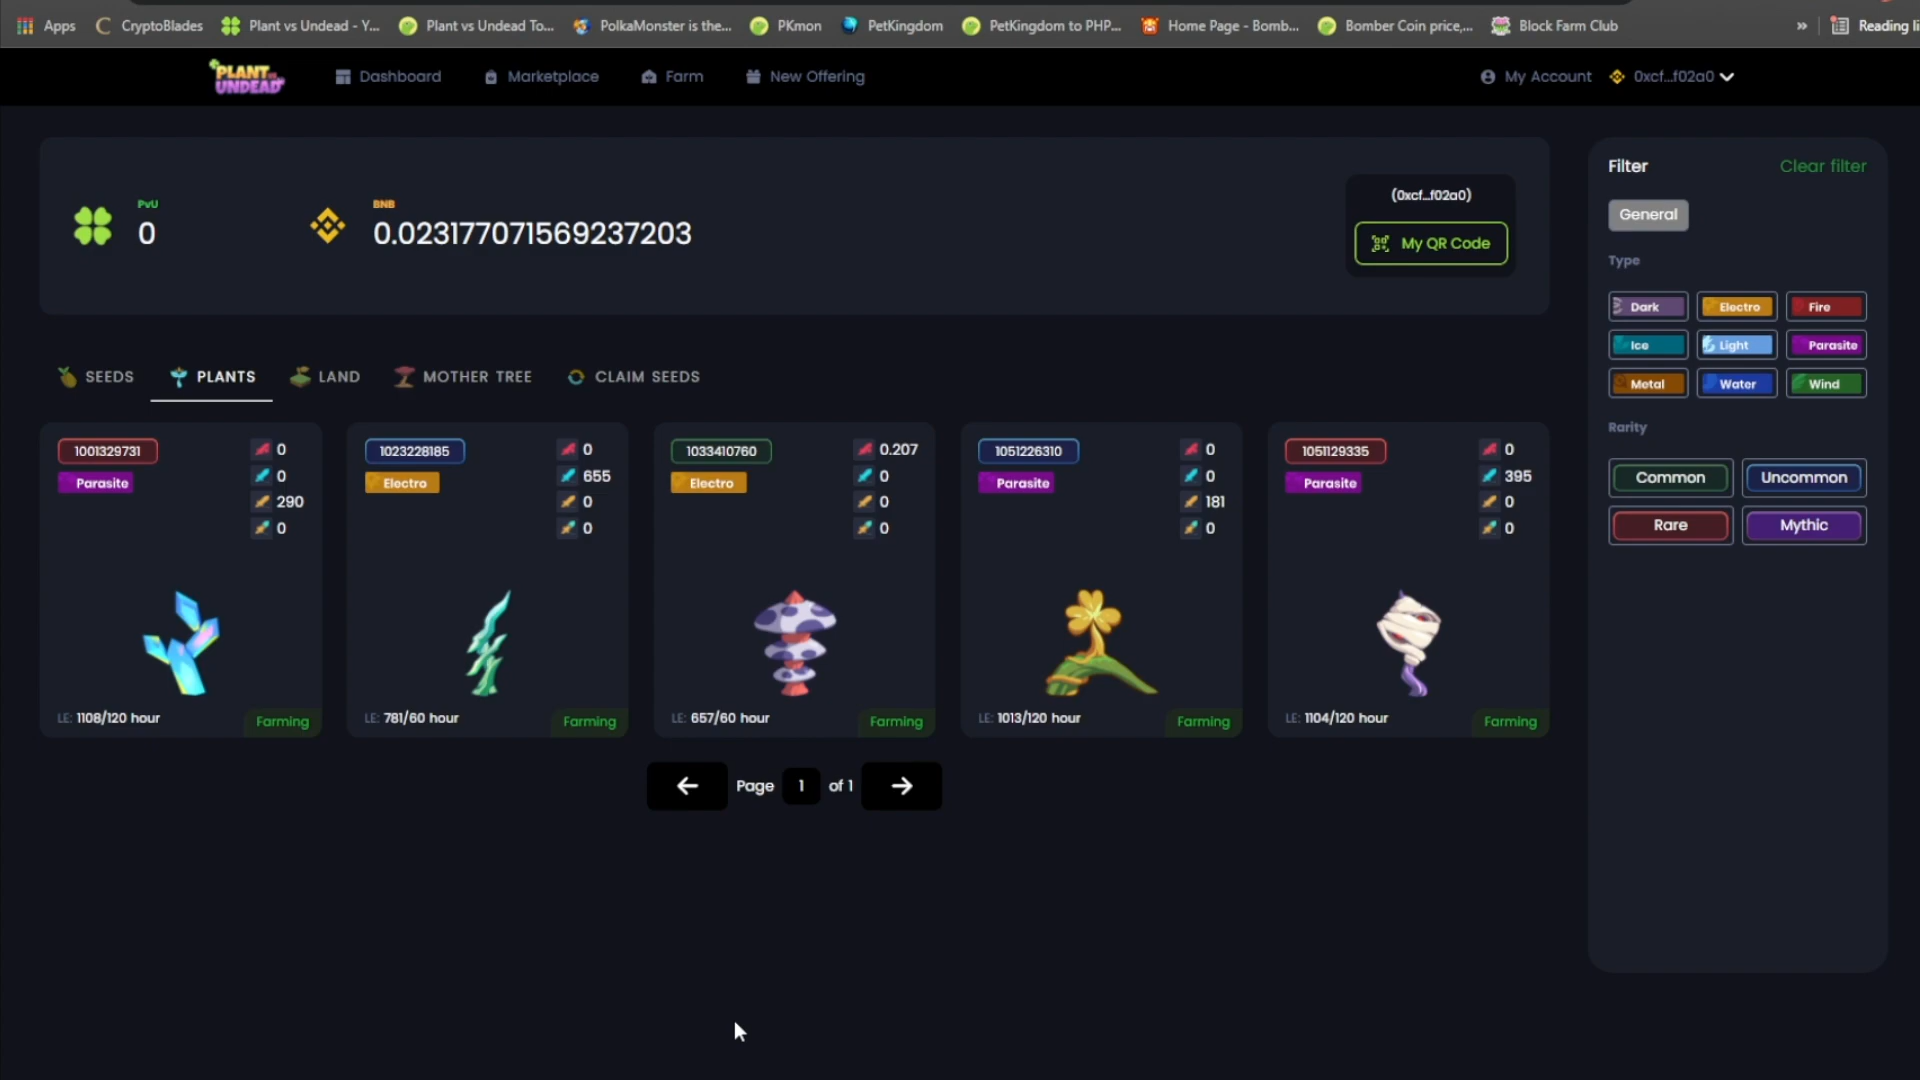 Apps CryptoBlades Plant vs Undead - Y... Plant vs Undead To... PolkaMonster is the... PKmon PetKingdom PetKingdom to PHP... Home Page - Bomb... Bomber Coin price,... Block Farm Club » Reading li
PLANT VS UNDEAD Dashboard Marketplace Farm New Offering My Account 0xcf...f02a0
PvU
0
BNB
0.023177071569237203
(0xcf...f02a0)
My QR Code
SEEDS PLANTS LAND MOTHER TREE CLAIM SEEDS
1001329731
Parasite
0
0
290
0
LE: 1108/120 hour
Farming
1023228185
Electro
0
655
0
0
LE: 781/60 hour
Farming
1033410760
Electro
0.207
0
0
0
LE: 657/60 hour
Farming
1051226310
Parasite
0
0
181
0
LE: 1013/120 hour
Farming
1051129335
Parasite
0
395
0
0
LE: 1104/120 hour
Farming
Page 1 of 1
Filter Clear filter
General
Type
Dark Electro Fire
Ice Light Parasite
Metal Water Wind
Rarity
Common Uncommon
Rare Mythic